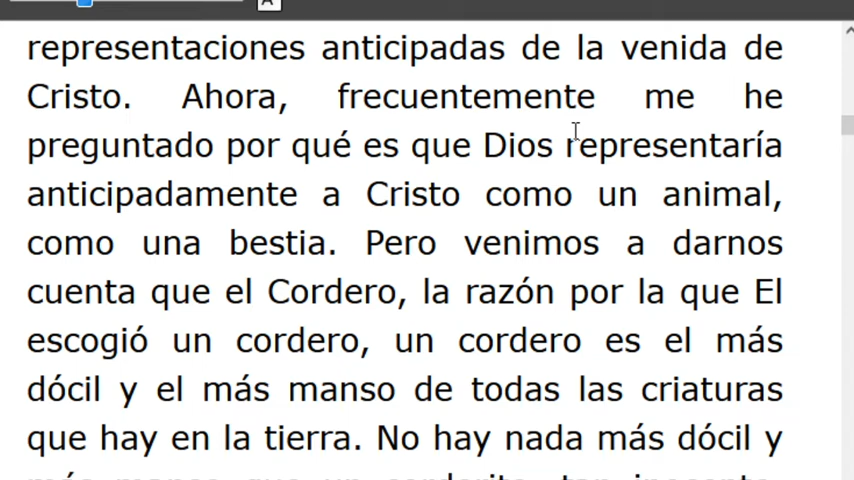 representaciones anticipadas de la venida de
Cristo. Ahora, frecuentemente me he
preguntado por qué es que Dios representaría
anticipadamente a Cristo como un animal,
como una bestia. Pero venimos a darnos
cuenta que el Cordero, la razón por la que El
escogió un cordero, un cordero es el más
dócil y el más manso de todas las criaturas
que hay en la tierra. No hay nada más dócil y